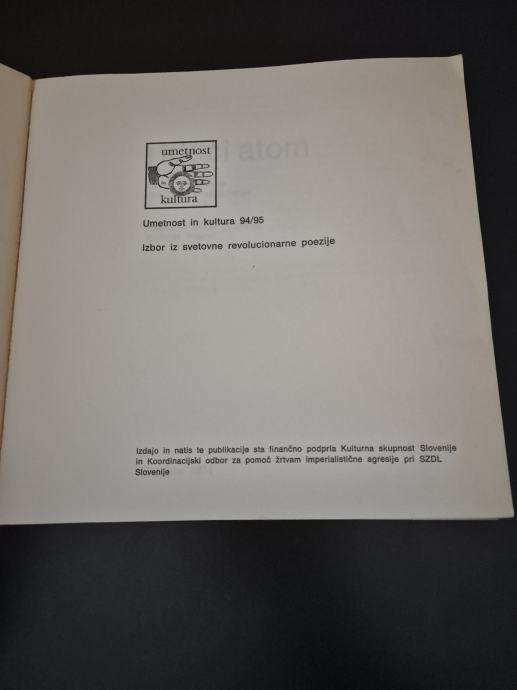 umetnost
kultura
Umetnost in kultura 94/95
Izbor iz svetovne revolucionarne poezije
Izdajo in natis te publikacije sta finančno podprla Kulturna skupnost Slovenije
in Koordinacijski odbor za pomoč žrtvam imperialistične agresije pri SZDL
Slovenije